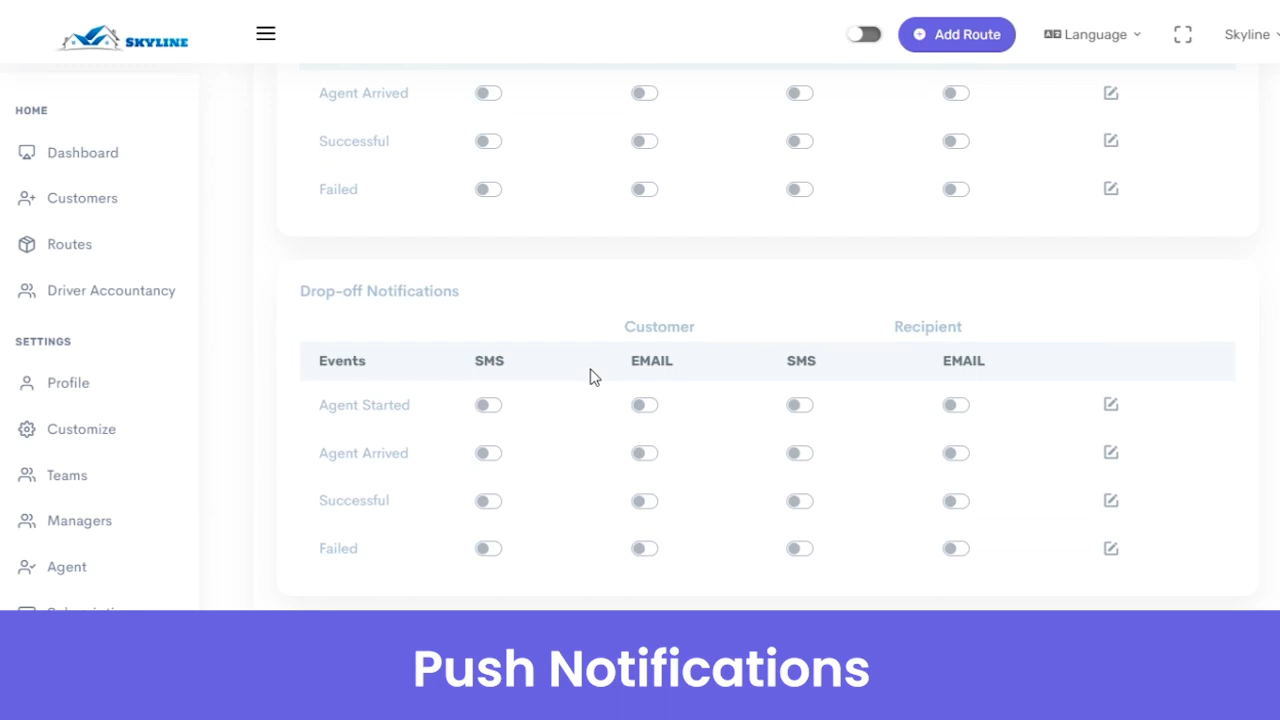 SKYLINE
Add Route
Language
Skyline
HOME
Dashboard
Customers
Routes
Driver Accountancy
SETTINGS
Profile
Customize
Teams
Managers
Agent
Agent Arrived
Successful
Failed
Drop-off Notifications
Customer Recipient
Events SMS EMAIL SMS EMAIL
Agent Started
Agent Arrived
Successful
Failed
Push Notifications